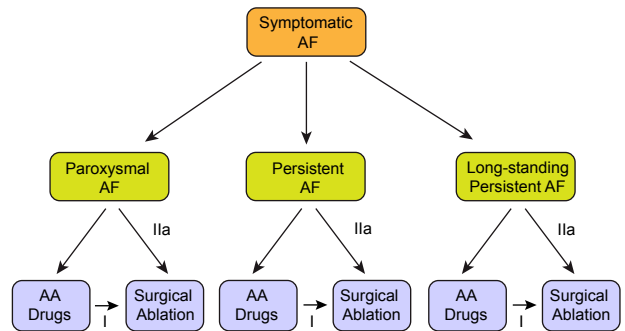 Symptomatic
AF
Paroxysmal
AF
Persistent
AF
Long-standing
Persistent AF
IIa
IIa
IIa
AA
Drugs
I
Surgical
Ablation
AA
Drugs
I
Surgical
Ablation
AA
Drugs
I
Surgical
Ablation